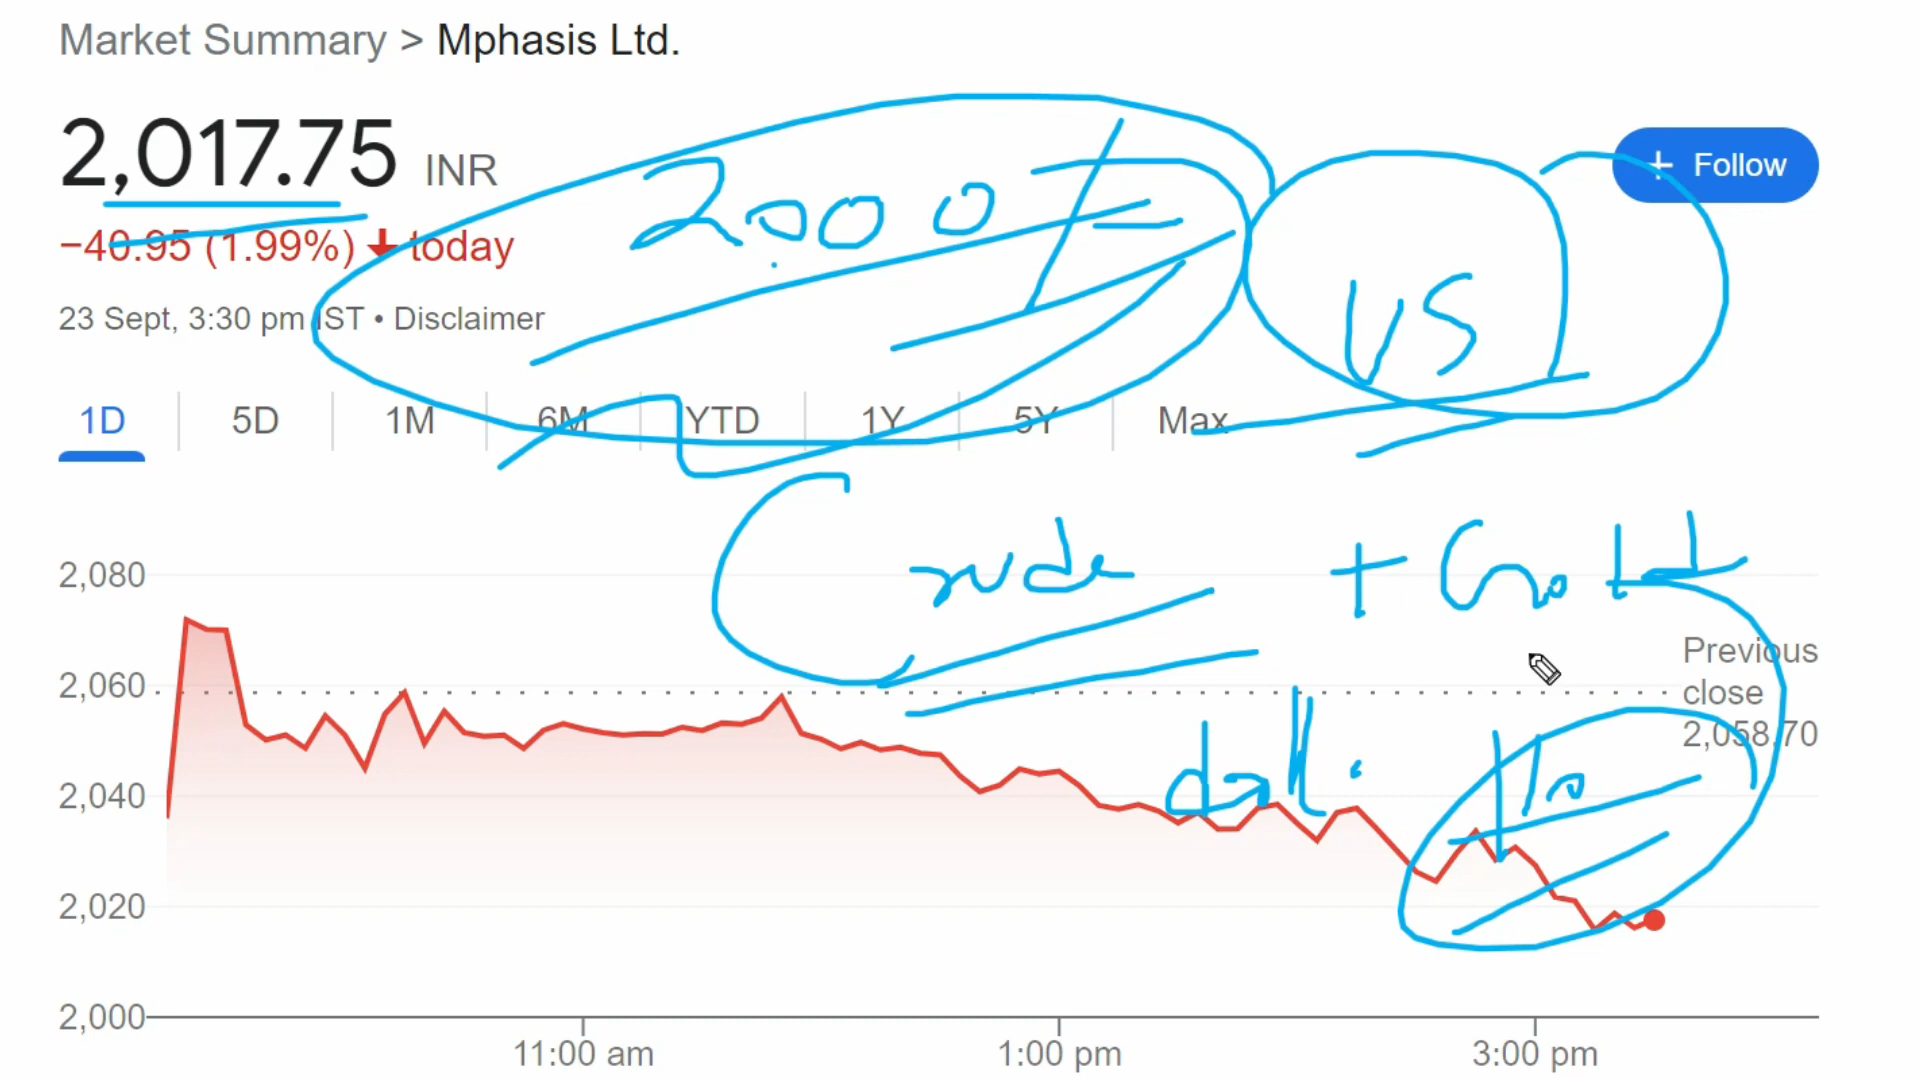 Market Summary > Mphasis Ltd.
2,017.75 INR
+ Follow
−40.95 (1.99%) today
23 Sept, 3:30 pm IST • Disclaimer
2000/-
US
1D 5D 1M 6M YTD 1Y 5Y Max
crude + Gold
2,080
Previous
close
2,058.70
2,060
2,040
2,020
2,000
11:00 am 1:00 pm 3:00 pm